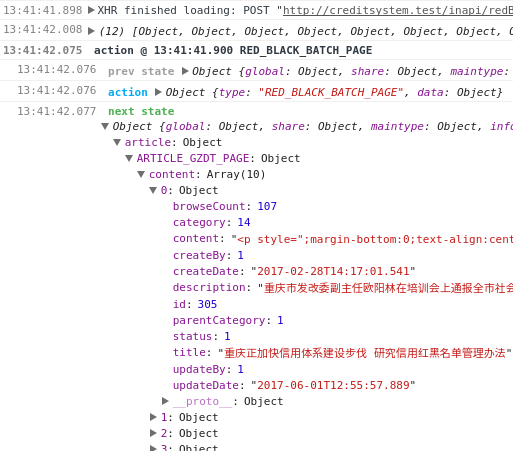 13:41:41.898 XHR finished loading: POST "http://creditsystem.test/inapi/redB
13:41:42.008 (12) [Object, Object, Object, Object, Object, Object, Object, O
13:41:42.075 action @ 13:41:41.900 RED_BLACK_BATCH_PAGE
13:41:42.076 prev state Object {global: Object, share: Object, maintype:
13:41:42.076 action Object {type: "RED_BLACK_BATCH_PAGE", data: Object}
13:41:42.077 next state
Object {global: Object, share: Object, maintype: Object, info
article: Object
ARTICLE_GZDT_PAGE: Object
content: Array(10)
0: Object
browseCount: 107
category: 14
content: "<p style=";margin-bottom:0;text-align:cent
createBy: 1
createDate: "2017-02-28T14:17:01.541"
description: "重庆市发改委副主任欧阳林在培训会上通报全市社会
id: 305
parentCategory: 1
status: 1
title: "重庆正加快信用体系建设步伐 研究信用红黑名单管理办法"
updateBy: 1
updateDate: "2017-06-01T12:55:57.889"
__proto__: Object
1: Object
2: Object
3: Object